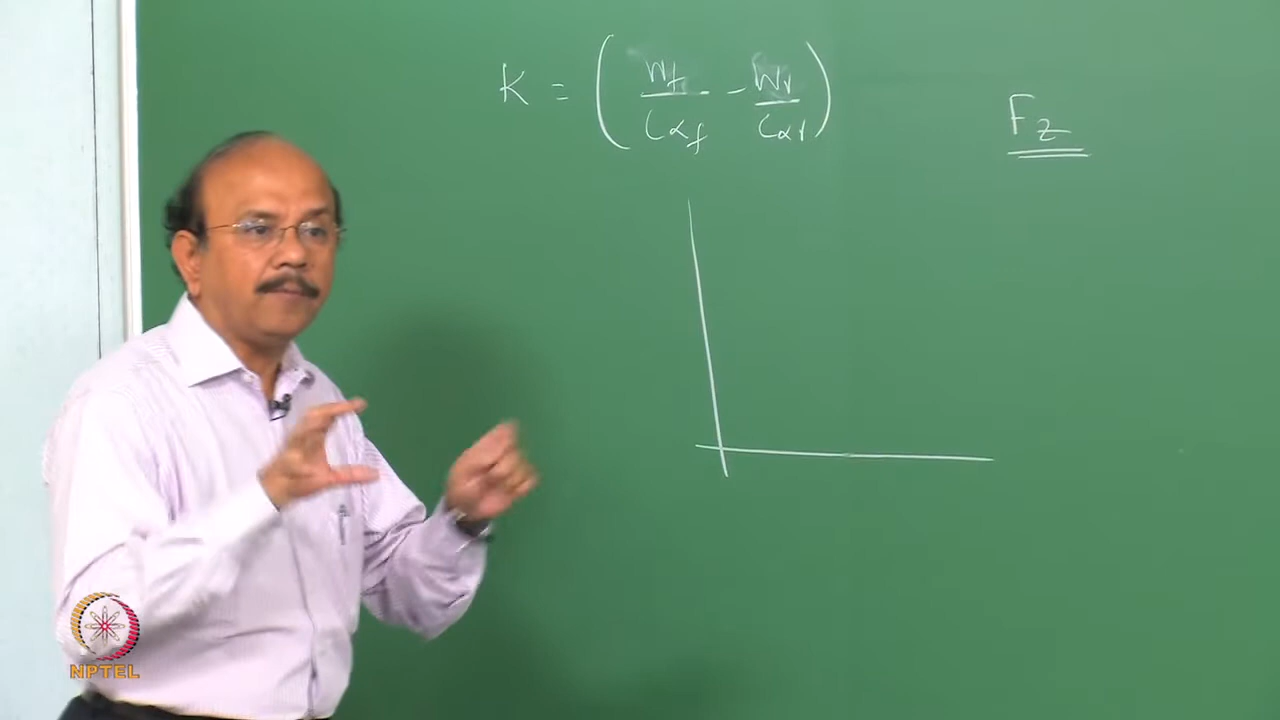 K = ( Wf / Cαf - Wr / Cαr )
Fz
NPTEL